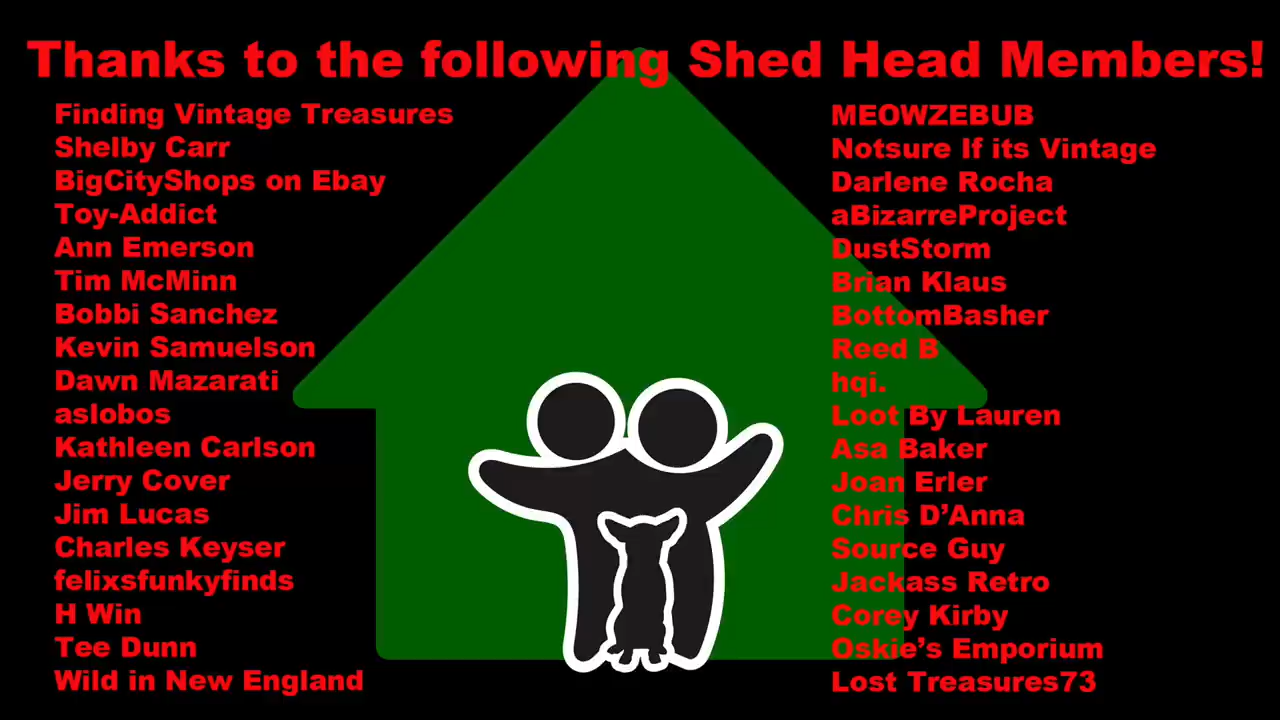 Thanks to the following Shed Head Members!
Finding Vintage Treasures
Shelby Carr
BigCityShops on Ebay
Toy-Addict
Ann Emerson
Tim McMinn
Bobbi Sanchez
Kevin Samuelson
Dawn Mazarati
aslobos
Kathleen Carlson
Jerry Cover
Jim Lucas
Charles Keyser
felixsfunkyfinds
H Win
Tee Dunn
Wild in New England
MEOWZEBUB
Notsure If its Vintage
Darlene Rocha
aBizarreProject
DustStorm
Brian Klaus
BottomBasher
Reed B
hqi.
Loot By Lauren
Asa Baker
Joan Erler
Chris D’Anna
Source Guy
Jackass Retro
Corey Kirby
Oskie’s Emporium
Lost Treasures73